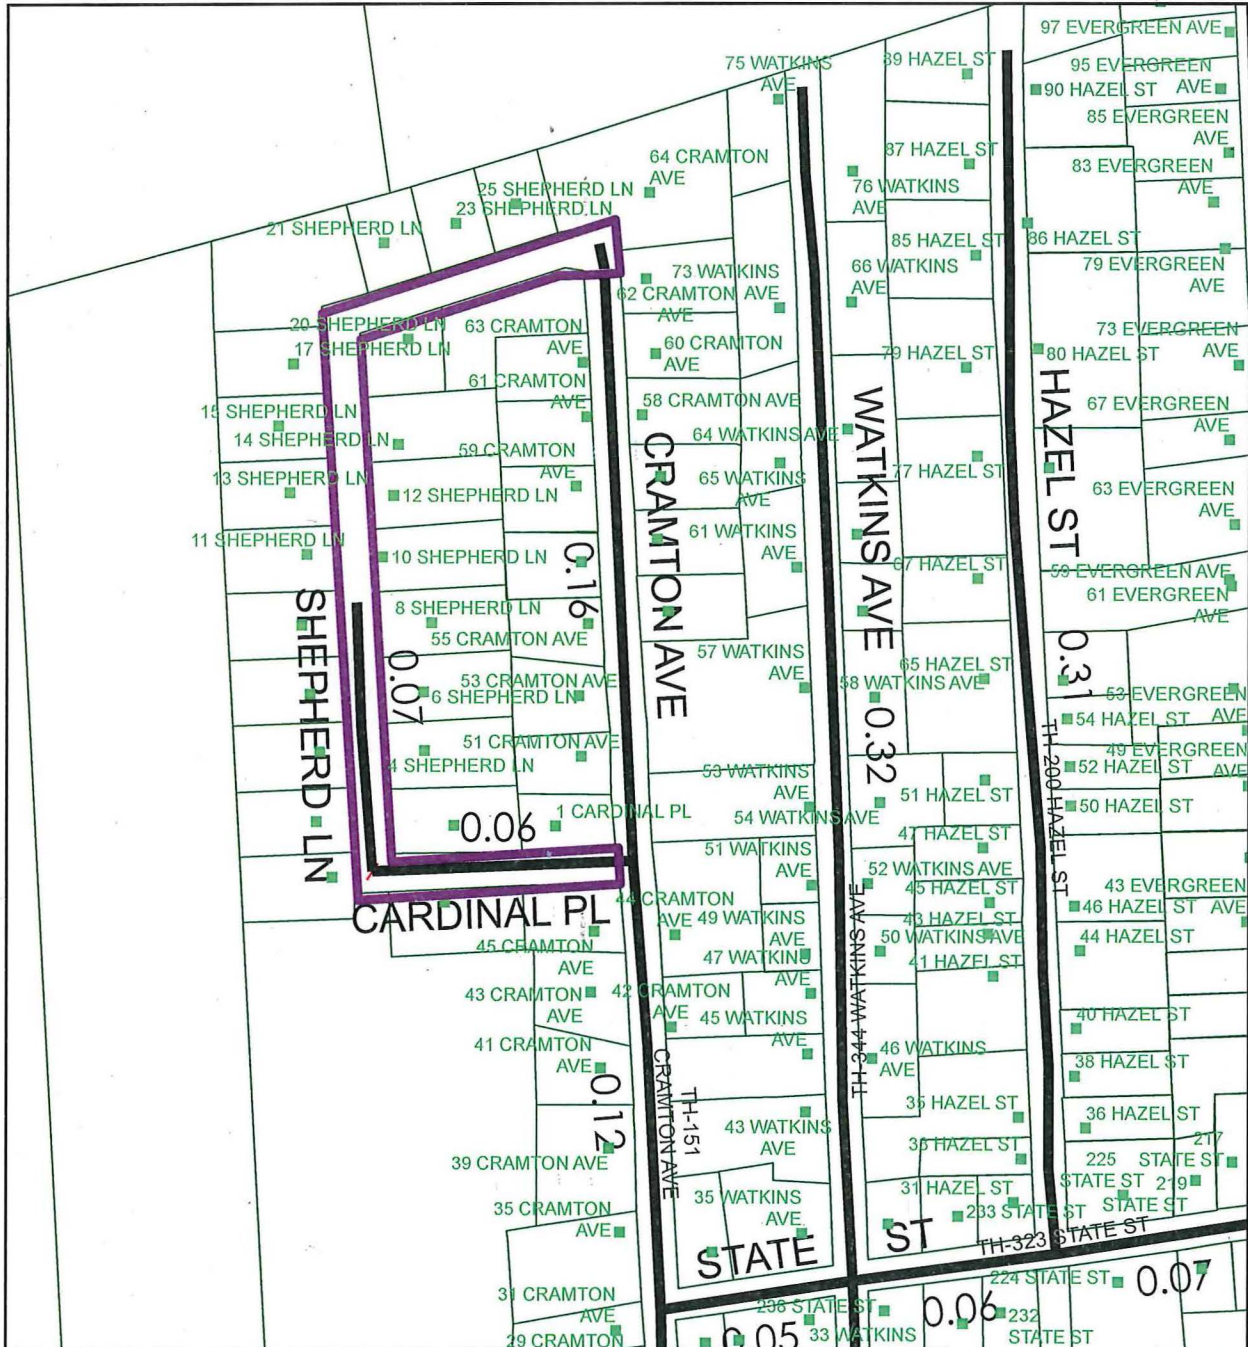 97 EVERGREEN AVE
75 WATKINS
AVE
89 HAZEL ST
95 EVERGREEN
AVE
90 HAZEL ST
85 EVERGREEN
AVE
64 CRAMTON
AVE
87 HAZEL ST
83 EVERGREEN
AVE
25 SHEPHERD LN
23 SHEPHERD LN
76 WATKINS
AVE
21 SHEPHERD LN
85 HAZEL ST
86 HAZEL ST
73 WATKINS
AVE
66 WATKINS
AVE
79 EVERGREEN
AVE
62 CRAMTON
AVE
20 SHEPHERD LN
63 CRAMTON
AVE
17 SHEPHERD LN
60 CRAMTON
AVE
79 HAZEL ST
80 HAZEL ST
73 EVERGREEN
AVE
61 CRAMTON
AVE
58 CRAMTON AVE
15 SHEPHERD LN
14 SHEPHERD LN
64 WATKINS AVE
67 EVERGREEN
AVE
59 CRAMTON
AVE
77 HAZEL ST
13 SHEPHERD LN
12 SHEPHERD LN
65 WATKINS
AVE
63 EVERGREEN
AVE
CRAMTON AVE
WATKINS AVE
HAZEL ST
11 SHEPHERD LN
10 SHEPHERD LN
0.16
61 WATKINS
AVE
67 HAZEL ST
59 EVERGREEN AVE
61 EVERGREEN
AVE
8 SHEPHERD LN
55 CRAMTON AVE
SHEPHERD LN
0.07
57 WATKINS
AVE
65 HAZEL ST
0.31
53 CRAMTON AVE
6 SHEPHERD LN
58 WATKINS AVE
0.32
53 EVERGREEN
AVE
54 HAZEL ST
51 CRAMTON AVE
4 SHEPHERD LN
49 EVERGREEN
AVE
52 HAZEL ST
53 WATKINS
AVE
51 HAZEL ST
50 HAZEL ST
TH-200 HAZEL ST
0.06
1 CARDINAL PL
54 WATKINS AVE
47 HAZEL ST
51 WATKINS
AVE
52 WATKINS AVE
45 HAZEL ST
43 EVERGREEN
AVE
46 HAZEL ST
CARDINAL PL
44 CRAMTON
AVE
49 WATKINS
AVE
43 HAZEL ST
50 WATKINS AVE
44 HAZEL ST
45 CRAMTON
AVE
47 WATKINS
AVE
41 HAZEL ST
43 CRAMTON
AVE
42 CRAMTON
AVE
45 WATKINS
AVE
TH-344 WATKINS AVE
40 HAZEL ST
41 CRAMTON
AVE
46 WATKINS
AVE
38 HAZEL ST
0.12
TH-151
CRAMTON AVE
35 HAZEL ST
36 HAZEL ST
43 WATKINS
AVE
33 HAZEL ST
217
STATE ST
39 CRAMTON AVE
225
STATE ST
219
STATE ST
35 CRAMTON
AVE
35 WATKINS
AVE
31 HAZEL ST
233 STATE ST
STATE ST
TH-323 STATE ST
224 STATE ST
0.07
31 CRAMTON
AVE
238 STATE ST
0.06
232
STATE ST
29 CRAMTON
0.05
33 WATKINS